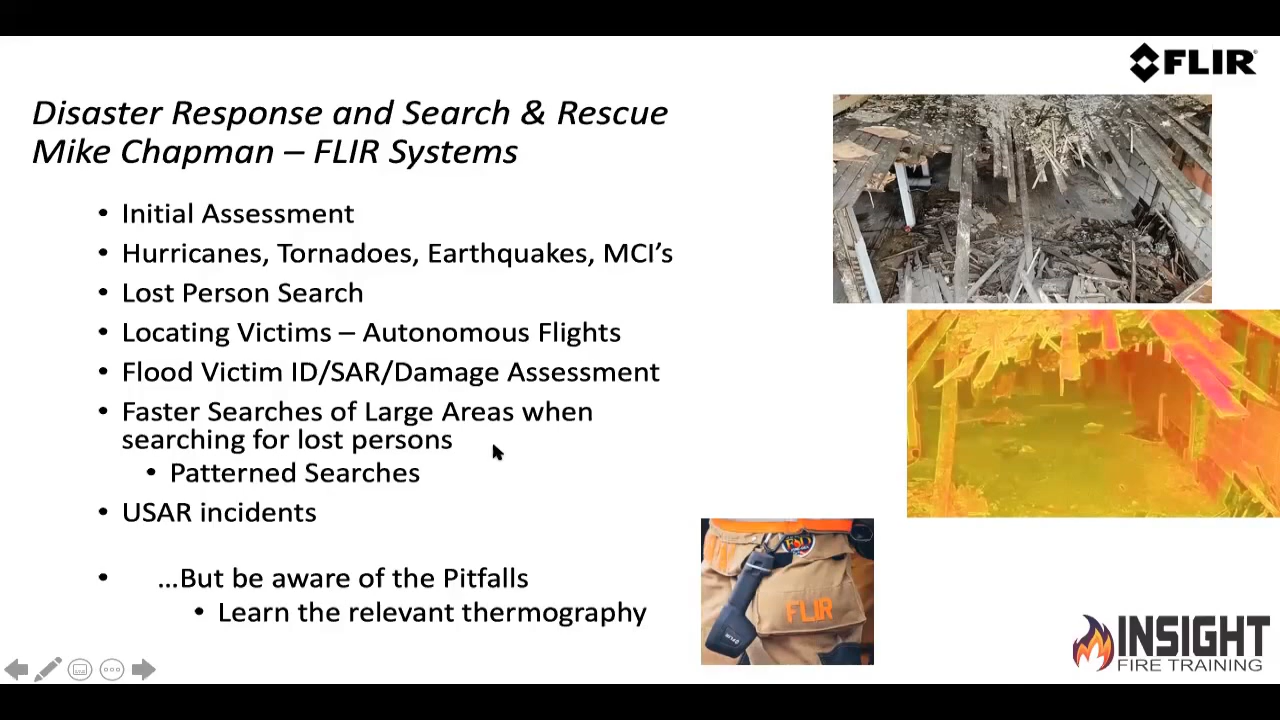 FLIR
Disaster Response and Search & Rescue
Mike Chapman – FLIR Systems
• Initial Assessment
• Hurricanes, Tornadoes, Earthquakes, MCI’s
• Lost Person Search
• Locating Victims – Autonomous Flights
• Flood Victim ID/SAR/Damage Assessment
• Faster Searches of Large Areas when
searching for lost persons
• Patterned Searches
• USAR incidents
• …But be aware of the Pitfalls
• Learn the relevant thermography
FLIR
INSIGHT
FIRE TRAINING